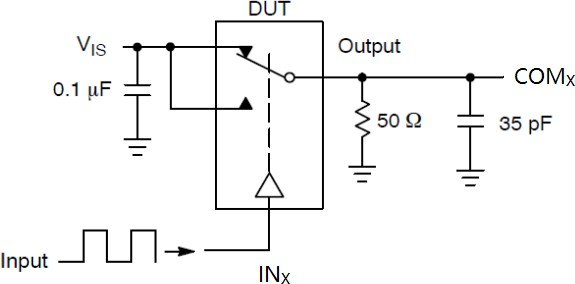 DUT
VIS
Output
COMX
0.1 μF
50 Ω
35 pF
Input
INX